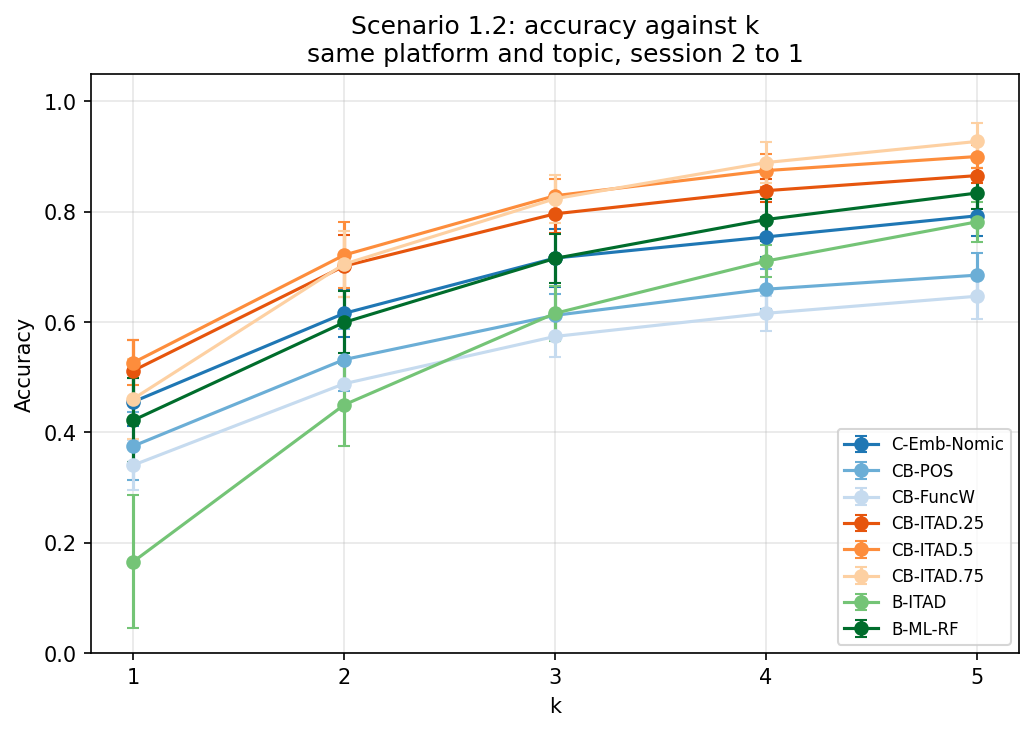 Scenario 1.2: accuracy against k
same platform and topic, session 2 to 1
Accuracy
1.0
0.8
0.6
0.4
0.2
0.0
1 2 3 4 5
k
C-Emb-Nomic
CB-POS
CB-FuncW
CB-ITAD.25
CB-ITAD.5
CB-ITAD.75
B-ITAD
B-ML-RF